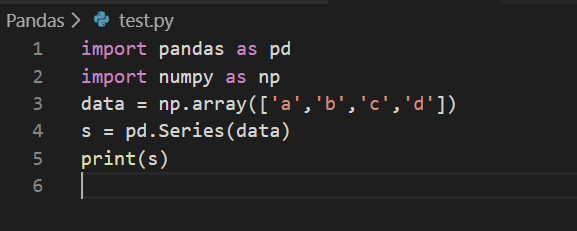 Pandas > test.py
1 import pandas as pd
2 import numpy as np
3 data = np.array(['a','b','c','d'])
4 s = pd.Series(data)
5 print(s)
6